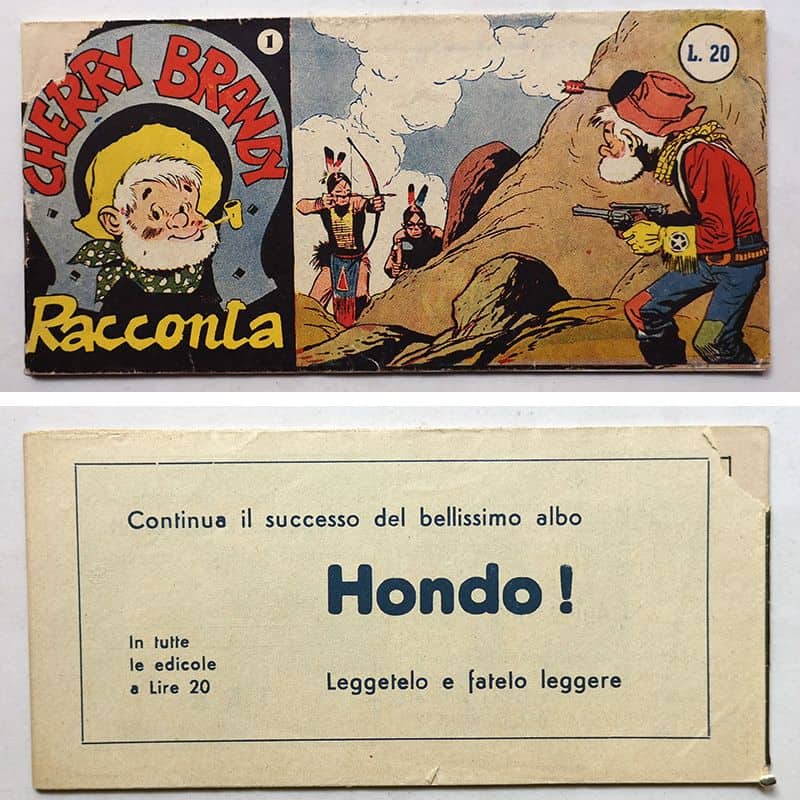 CHERRY BRANDY
1
Racconta
L. 20
Continua il successo del bellissimo albo
Hondo!
In tutte
le edicole
a Lire 20
Leggetelo e fatelo leggere